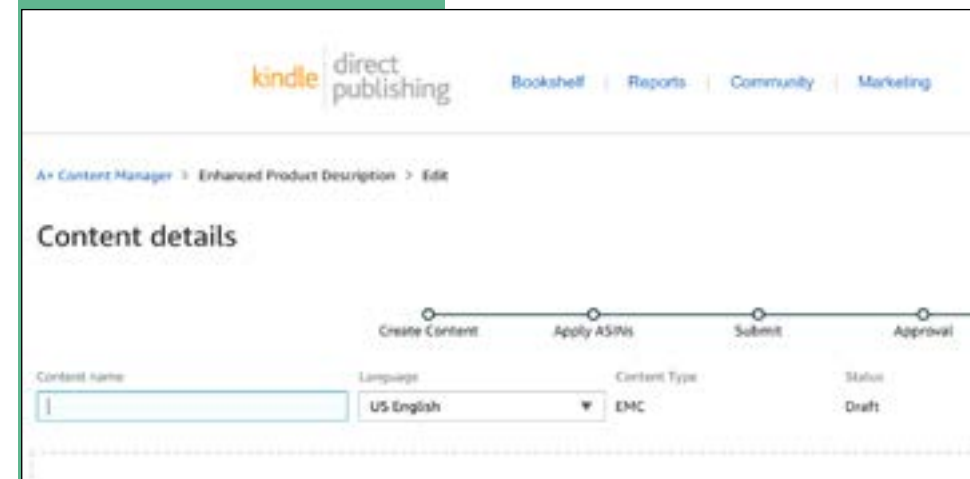 kindle direct publishing
Bookshelf | Reports | Community | Marketing
A+ Content Manager > Enhanced Product Description > Edit
Content details
Create Content Apply ASINs Submit Approval
Content name Language Content Type Status
US English ▼ EMC Draft